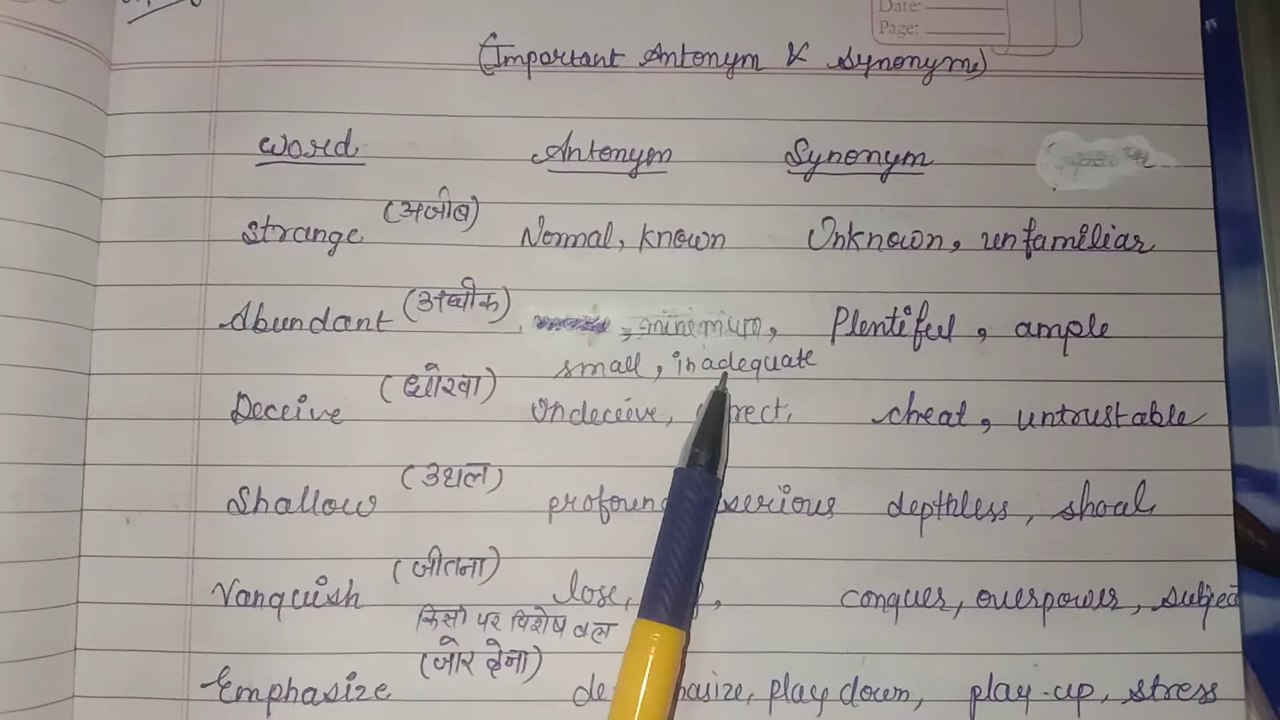 Date:
Page:
(Important Antonym & Synonyms)
Word Antonym Synonym
Strange (अजीब) Normal, known Unknown, unfamiliar
Abundant (अधीक) , minimum, Plentiful, ample
small, inadequate
Deceive (धोखा) Undeceive, cheat, untrustable
Shallow (उथल) serious depthless, shoal
Vanquish (जीतना) lose, conquer, overpower,
किसी पर विशेष बल
Emphasize (जोर देना) play down, play-up, stress